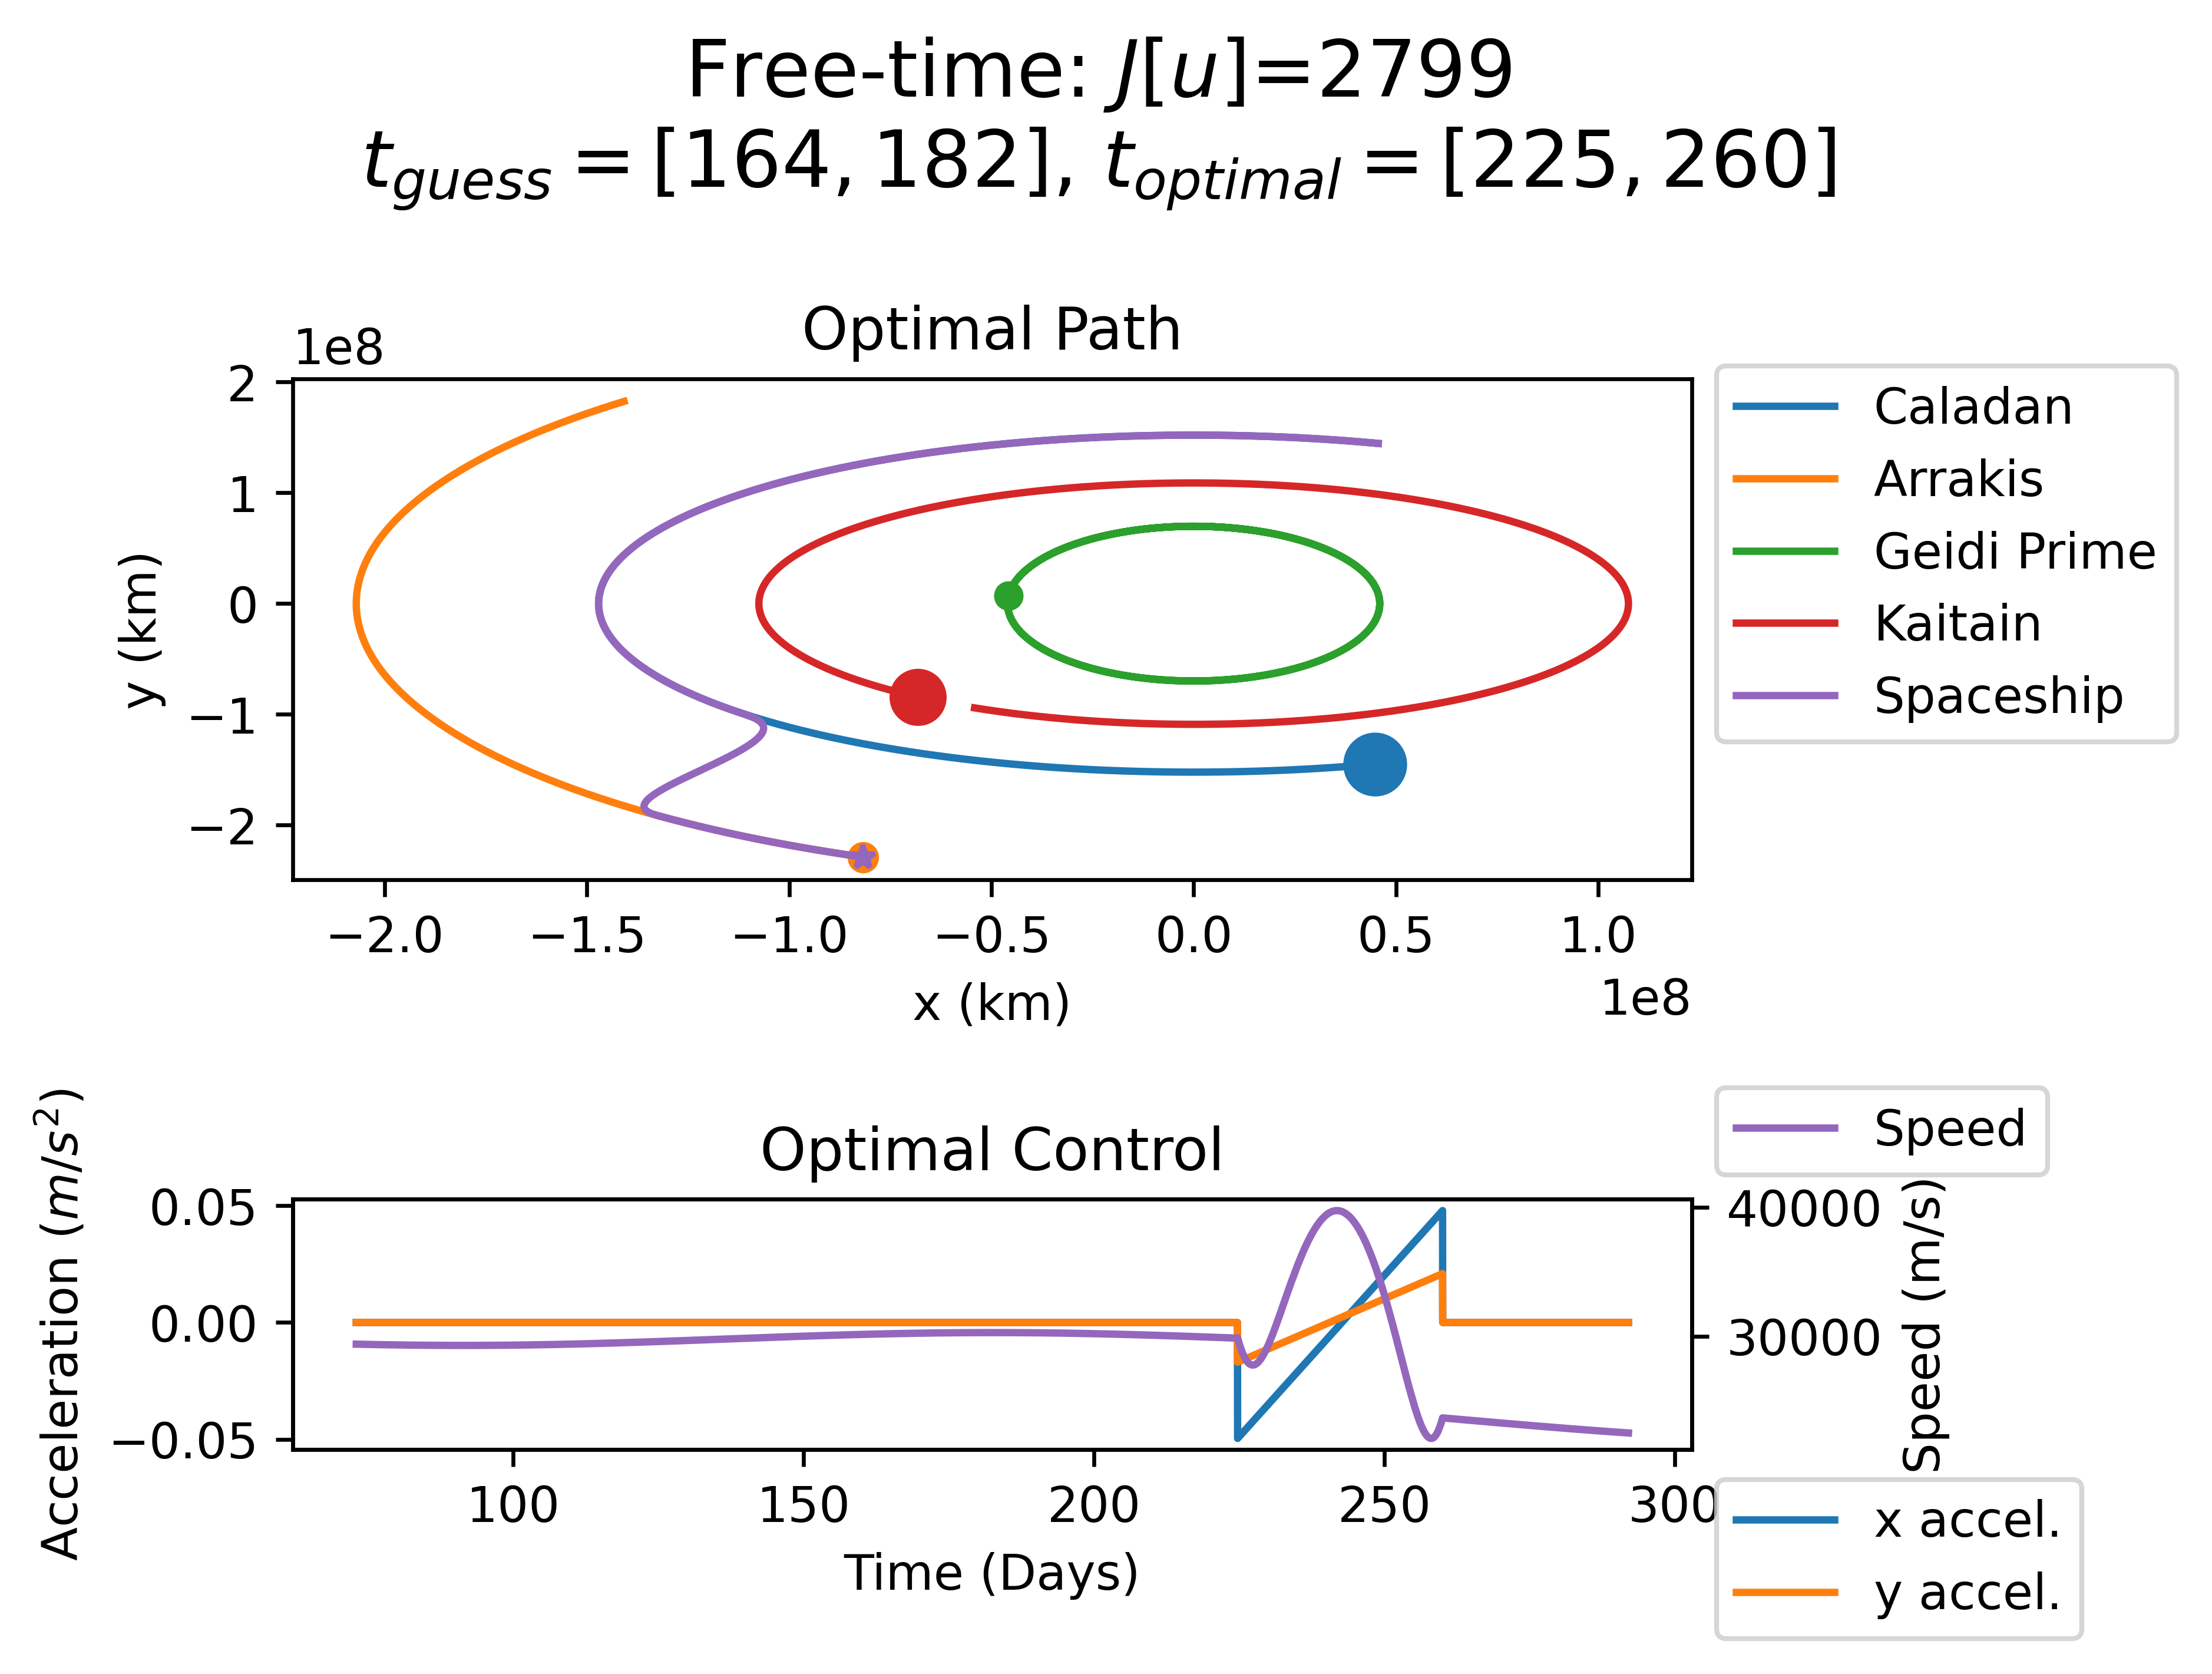 Free-time: J[u]=2799
t_guess = [164, 182], t_optimal = [225, 260]
Optimal Path
1e8
2
1
0
−1
−2
y (km)
−2.0 −1.5 −1.0 −0.5 0.0 0.5 1.0
1e8
x (km)
Caladan
Arrakis
Geidi Prime
Kaitain
Spaceship
Optimal Control
Speed
0.05
0.00
−0.05
Acceleration (m/s²)
40000
30000
Speed (m/s)
100 150 200 250 300
Time (Days)
x accel.
y accel.